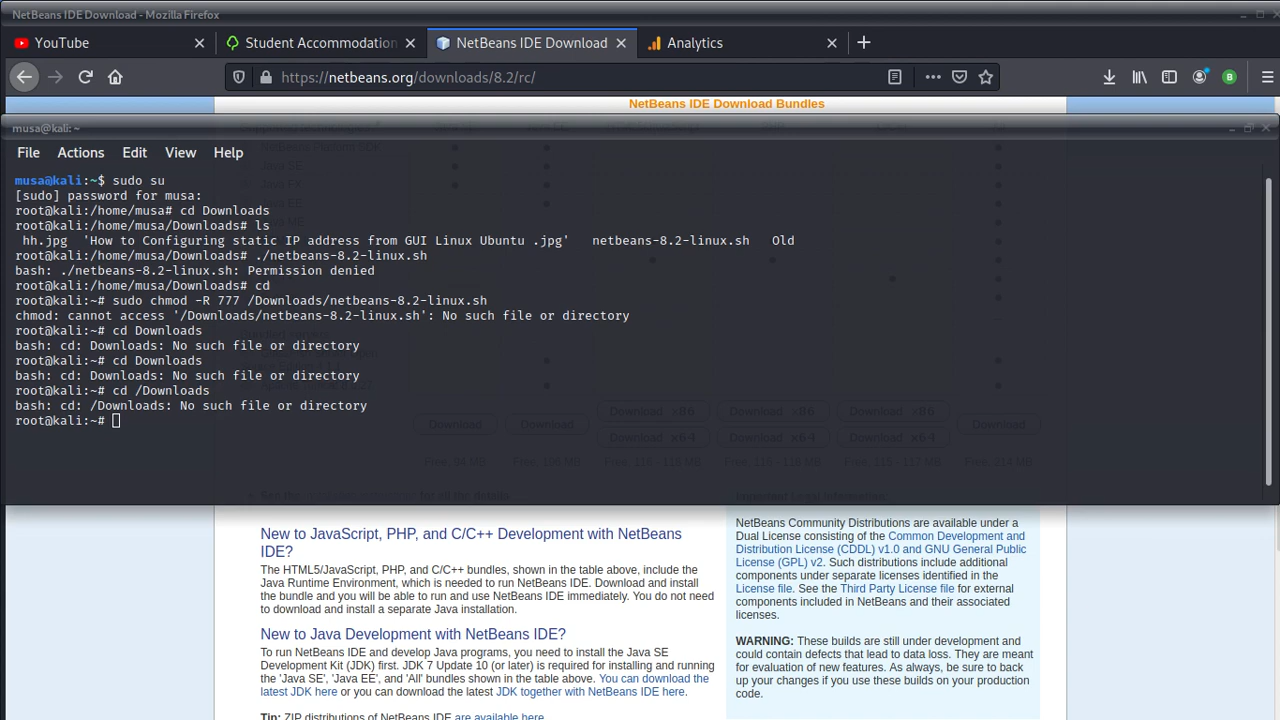 NetBeans IDE Download - Mozilla Firefox
YouTube
Student Accommodation
NetBeans IDE Download
Analytics
https://netbeans.org/downloads/8.2/rc/
B
NetBeans IDE Download Bundles
musa@kali: ~
File Actions Edit View Help
musa@kali:~$ sudo su
[sudo] password for musa:
root@kali:/home/musa# cd Downloads
root@kali:/home/musa/Downloads# ls
hh.jpg 'How to Configuring static IP address from GUI Linux Ubuntu .jpg' netbeans-8.2-linux.sh Old
root@kali:/home/musa/Downloads# ./netbeans-8.2-linux.sh
bash: ./netbeans-8.2-linux.sh: Permission denied
root@kali:/home/musa/Downloads# cd
root@kali:~# sudo chmod -R 777 /Downloads/netbeans-8.2-linux.sh
chmod: cannot access '/Downloads/netbeans-8.2-linux.sh': No such file or directory
root@kali:~# cd Downloads
bash: cd: Downloads: No such file or directory
root@kali:~# cd Downloads
bash: cd: Downloads: No such file or directory
root@kali:~# cd /Downloads
bash: cd: /Downloads: No such file or directory
root@kali:~#
Download Download Download x86 Download x86 Download x86 Download
Download x64 Download x64 Download x64
New to JavaScript, PHP, and C/C++ Development with NetBeans
IDE?
The HTML5/JavaScript, PHP, and C/C++ bundles, shown in the table above, include the
Java Runtime Environment, which is needed to run NetBeans IDE. Download and install
the bundle and you will be able to run and use NetBeans IDE immediately. You do not need
to download and install a separate Java installation.
New to Java Development with NetBeans IDE?
To run NetBeans IDE and develop Java programs, you need to install the Java SE
Development Kit (JDK) first. JDK 7 Update 10 (or later) is required for installing and running
the 'Java SE', 'Java EE', and 'All' bundles shown in the table above. You can download the
latest JDK here or you can download the latest JDK together with NetBeans IDE here.
Tip: ZIP distributions of NetBeans IDE are available here
NetBeans Community Distributions are available under a
Dual License consisting of the Common Development and
Distribution License (CDDL) v1.0 and GNU General Public
License (GPL) v2. Such distributions include additional
components under separate licenses identified in the
License file. See the Third Party License file for external
components included in NetBeans and their associated
licenses.
WARNING: These builds are still under development and
could contain defects that lead to data loss. They are meant
for evaluation of new features. As always, be sure to back
up your changes if you use these builds on your production
code.